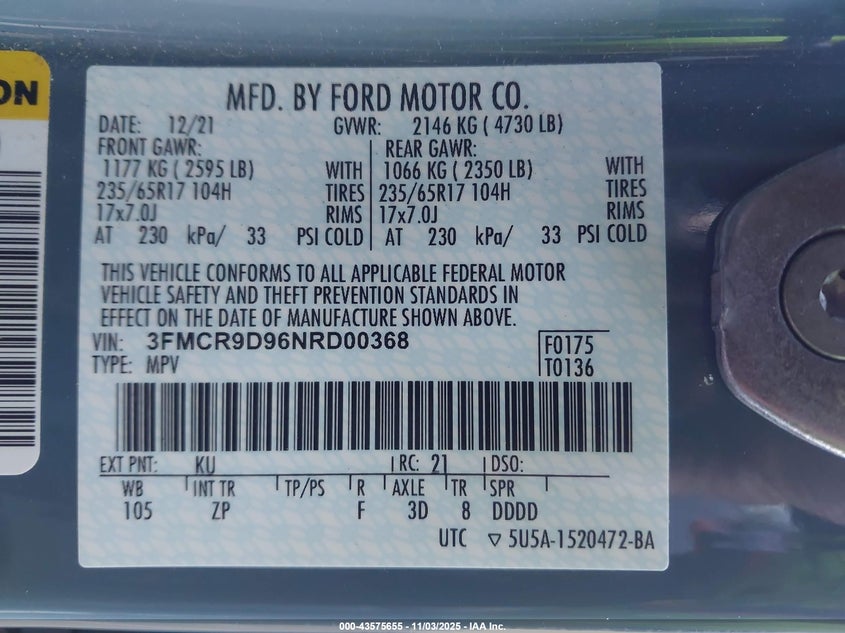 ON
MFD. BY FORD MOTOR CO.
DATE: 12/21 GVWR: 2146 KG ( 4730 LB)
FRONT GAWR: REAR GAWR:
1177 KG ( 2595 LB) WITH 1066 KG ( 2350 LB) WITH
235/65R17 104H TIRES 235/65R17 104H TIRES
17x7.0J RIMS 17x7.0J RIMS
AT 230 kPa/ 33 PSI COLD AT 230 kPa/ 33 PSI COLD
THIS VEHICLE CONFORMS TO ALL APPLICABLE FEDERAL MOTOR
VEHICLE SAFETY AND THEFT PREVENTION STANDARDS IN
EFFECT ON THE DATE OF MANUFACTURE SHOWN ABOVE.
VIN: 3FMCR9D96NRD00368 F0175
TYPE: MPV T0136
EXT PNT: KU RC: 21 DSO:
WB INT TR TP/PS R AXLE TR SPR
105 ZP F 3D 8 DDDD
UTC ▽ 5U5A-1520472-BA
000-43575655 - 11/03/2025 - IAA Inc.